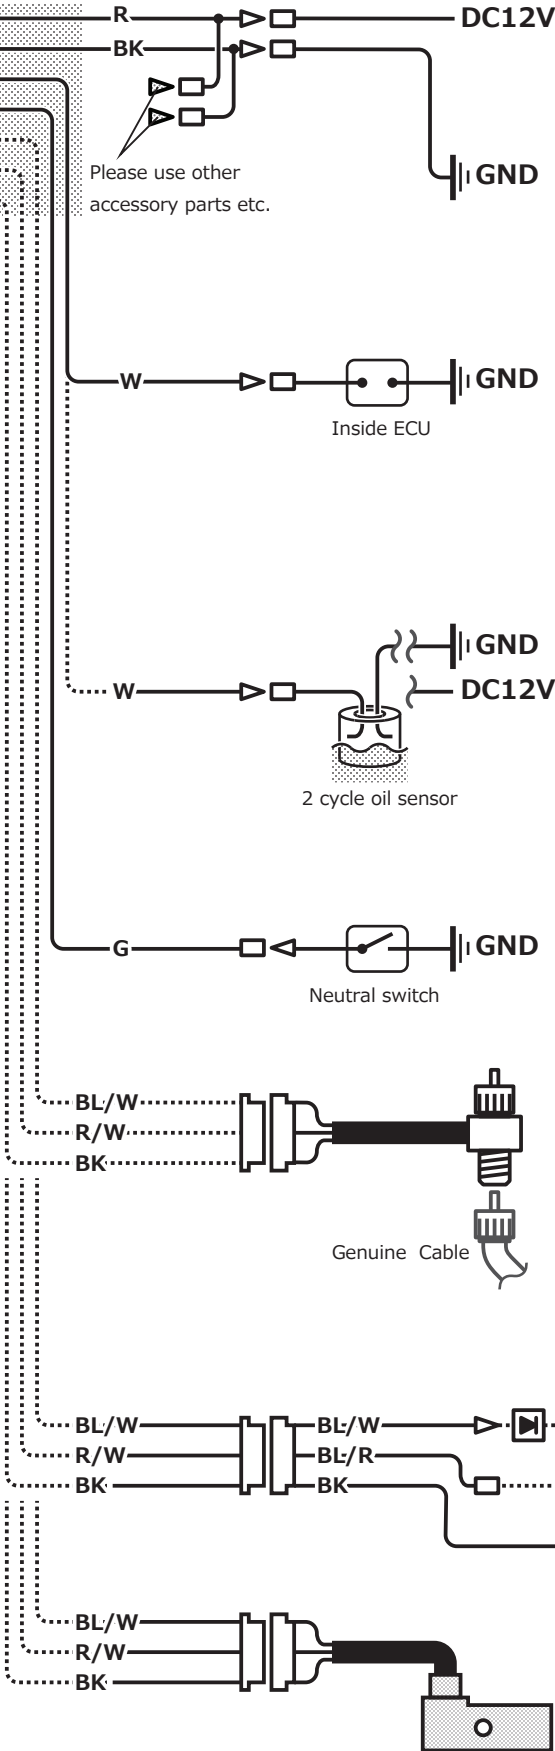 R DC12V
BK
GND
Please use other
accessory parts etc.
W GND
Inside ECU
GND
W DC12V
2 cycle oil sensor
G GND
Neutral switch
BL/W
R/W
BK
Genuine Cable
BL/W BL/W
R/W BL/R
BK BK
BL/W
R/W
BK